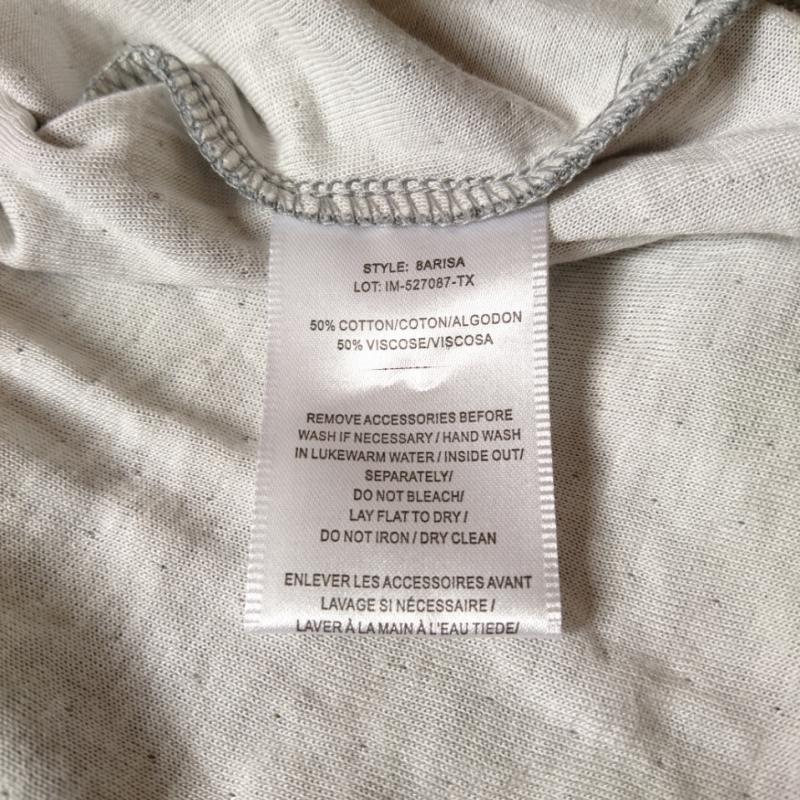 STYLE: 8ARISA
LOT: IM-527087-TX
50% COTTON/COTON/ALGODON
50% VISCOSE/VISCOSA
REMOVE ACCESSORIES BEFORE
WASH IF NECESSARY / HAND WASH
IN LUKEWARM WATER / INSIDE OUT/
SEPARATELY/
DO NOT BLEACH/
LAY FLAT TO DRY /
DO NOT IRON / DRY CLEAN
ENLEVER LES ACCESSOIRES AVANT
LAVAGE SI NÉCESSAIRE /
LAVER À LA MAIN À L'EAU TIEDE/